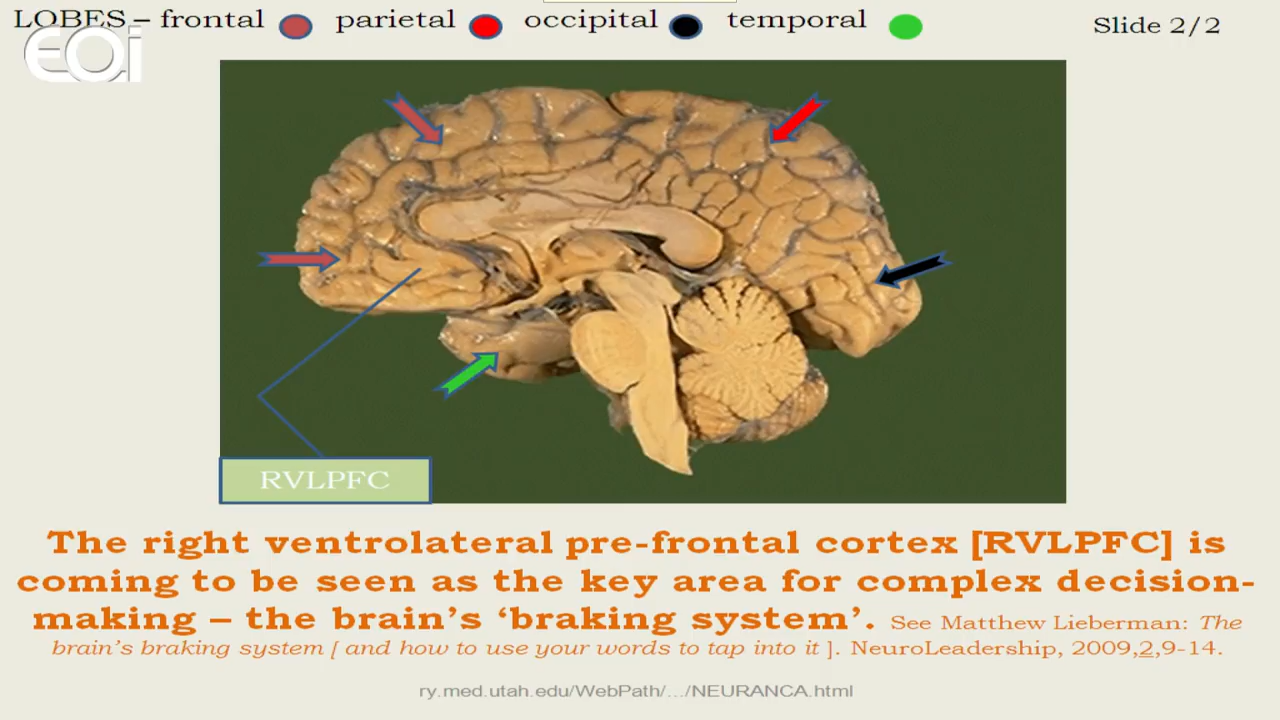 LOBES – frontal parietal occipital temporal Slide 2/2
EQi
RVLPFC
The right ventrolateral pre-frontal cortex [RVLPFC] is
coming to be seen as the key area for complex decision-
making – the brain’s ‘braking system’. See Matthew Lieberman: The
brain’s braking system [ and how to use your words to tap into it ]. NeuroLeadership, 2009,2,9-14.
ry.med.utah.edu/WebPath/.../NEURANCA.html